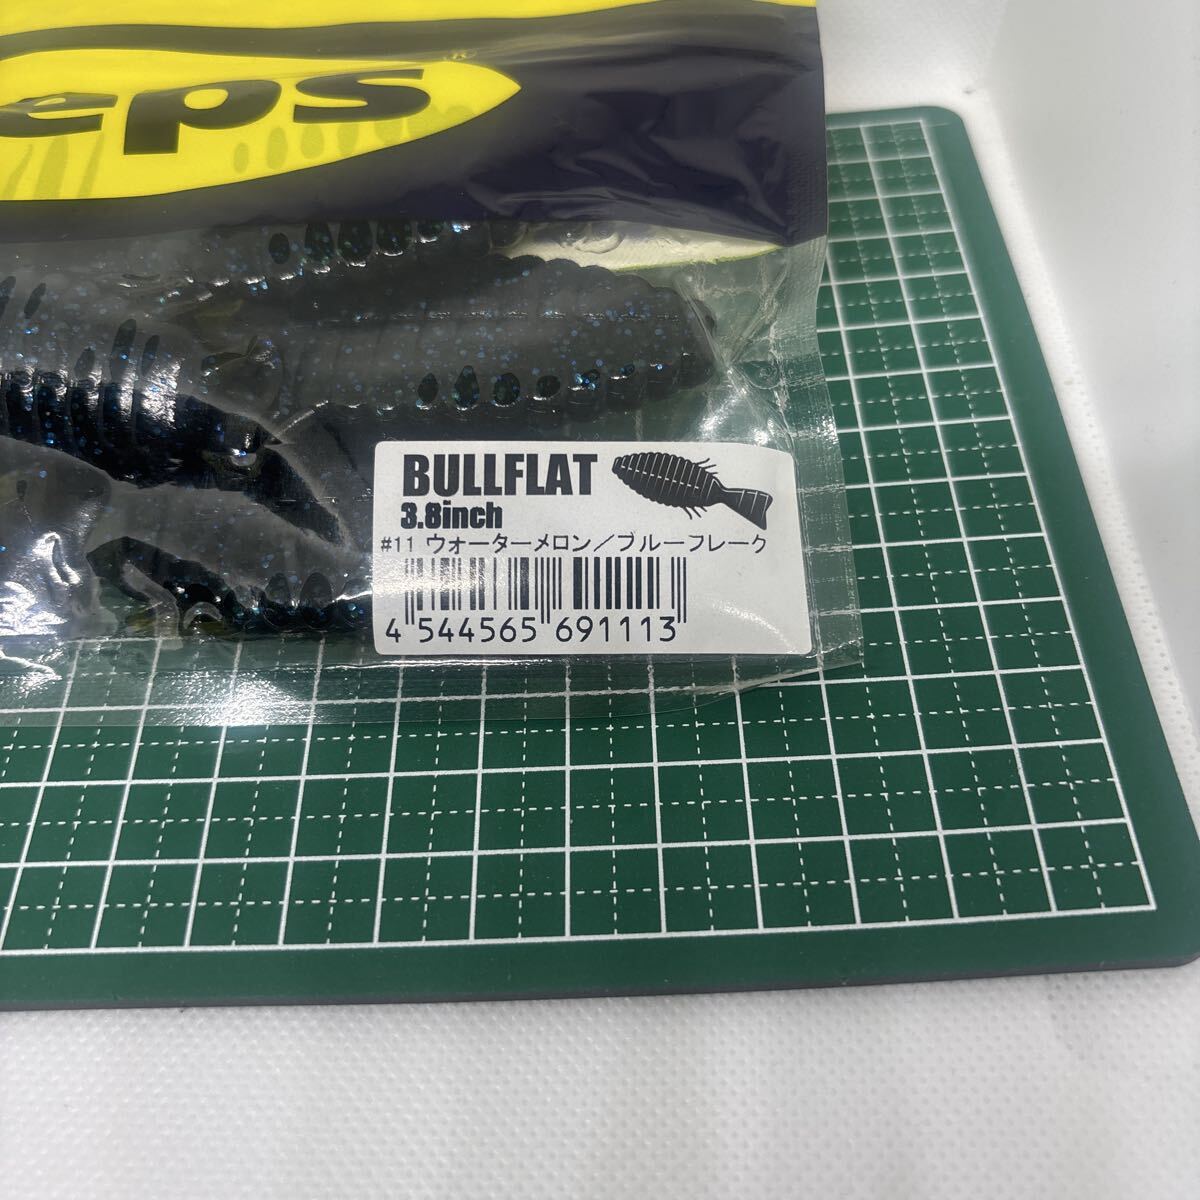 eps®
BULLFLAT
3.8inch
#11 ウォーターメロン／ブルーフレーク
4 544565 691113